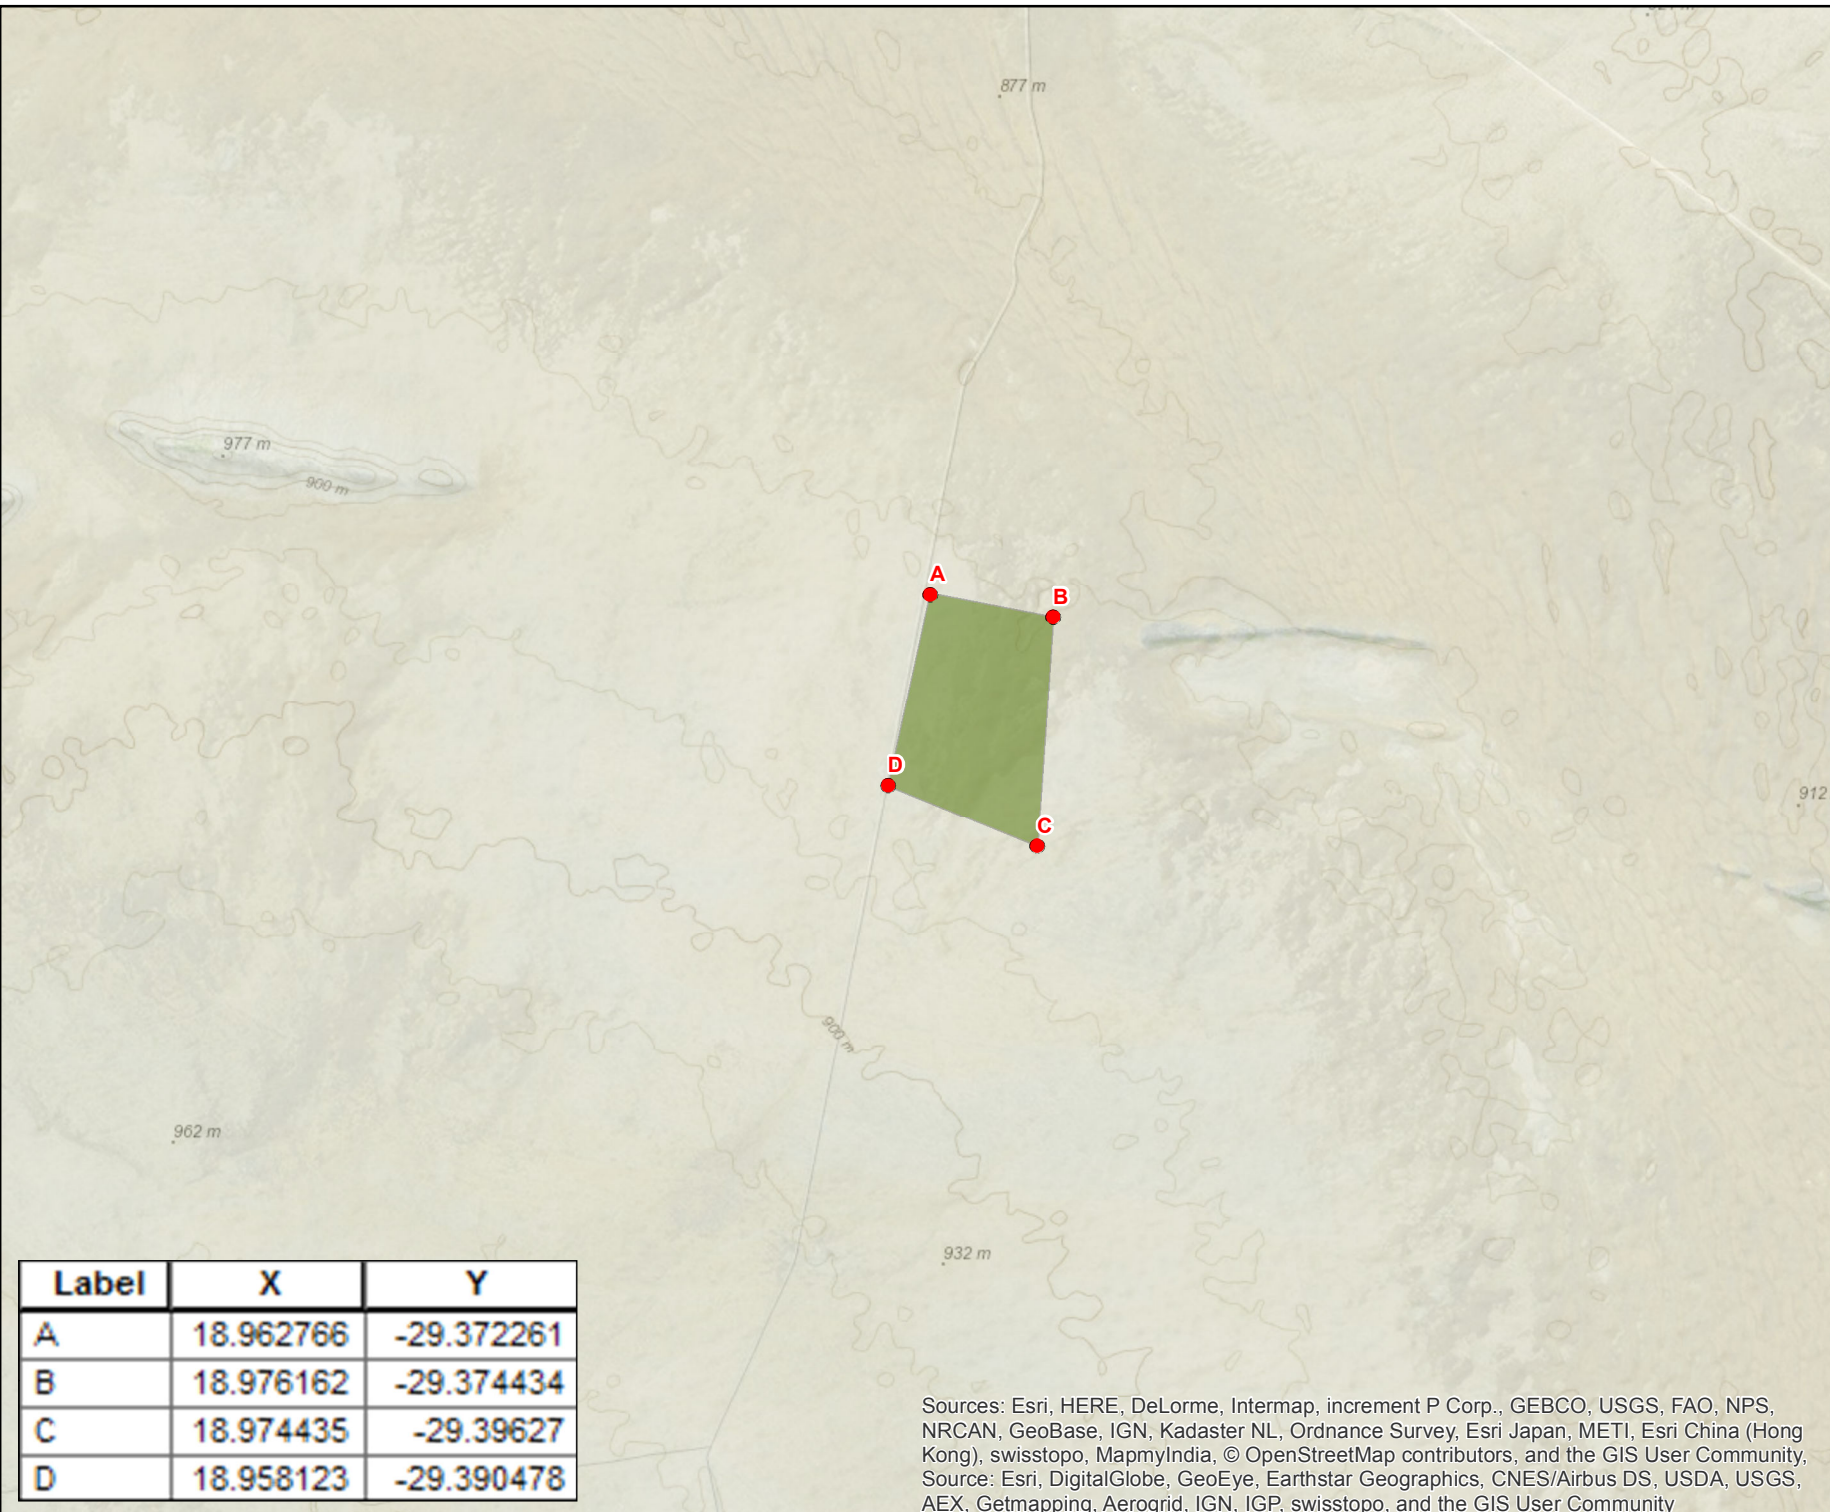 877 m
977 m
900 m
A
B
D
C
912
900 m
962 m
932 m
Label X Y
A 18.962766 -29.372261
B 18.976162 -29.374434
C 18.974435 -29.39627
D 18.958123 -29.390478
Sources: Esri, HERE, DeLorme, Intermap, increment P Corp., GEBCO, USGS, FAO, NPS,
NRCAN, GeoBase, IGN, Kadaster NL, Ordnance Survey, Esri Japan, METI, Esri China (Hong
Kong), swisstopo, MapmyIndia, © OpenStreetMap contributors, and the GIS User Community,
Source: Esri, DigitalGlobe, GeoEye, Earthstar Geographics, CNES/Airbus DS, USDA, USGS,
AEX, Getmapping, Aerogrid, IGN, IGP, swisstopo, and the GIS User Community